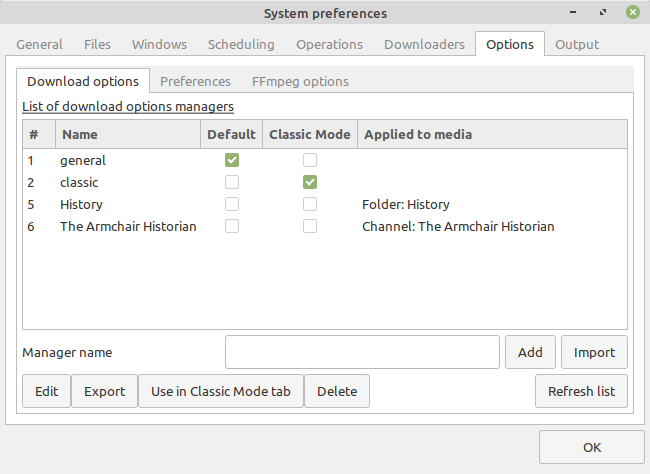 System preferences
General Files Windows Scheduling Operations Downloaders Options Output
Download options Preferences FFmpeg options
List of download options managers
# Name Default Classic Mode Applied to media
1 general
2 classic
5 History Folder: History
6 The Armchair Historian Channel: The Armchair Historian
Manager name Add Import
Edit Export Use in Classic Mode tab Delete Refresh list
OK